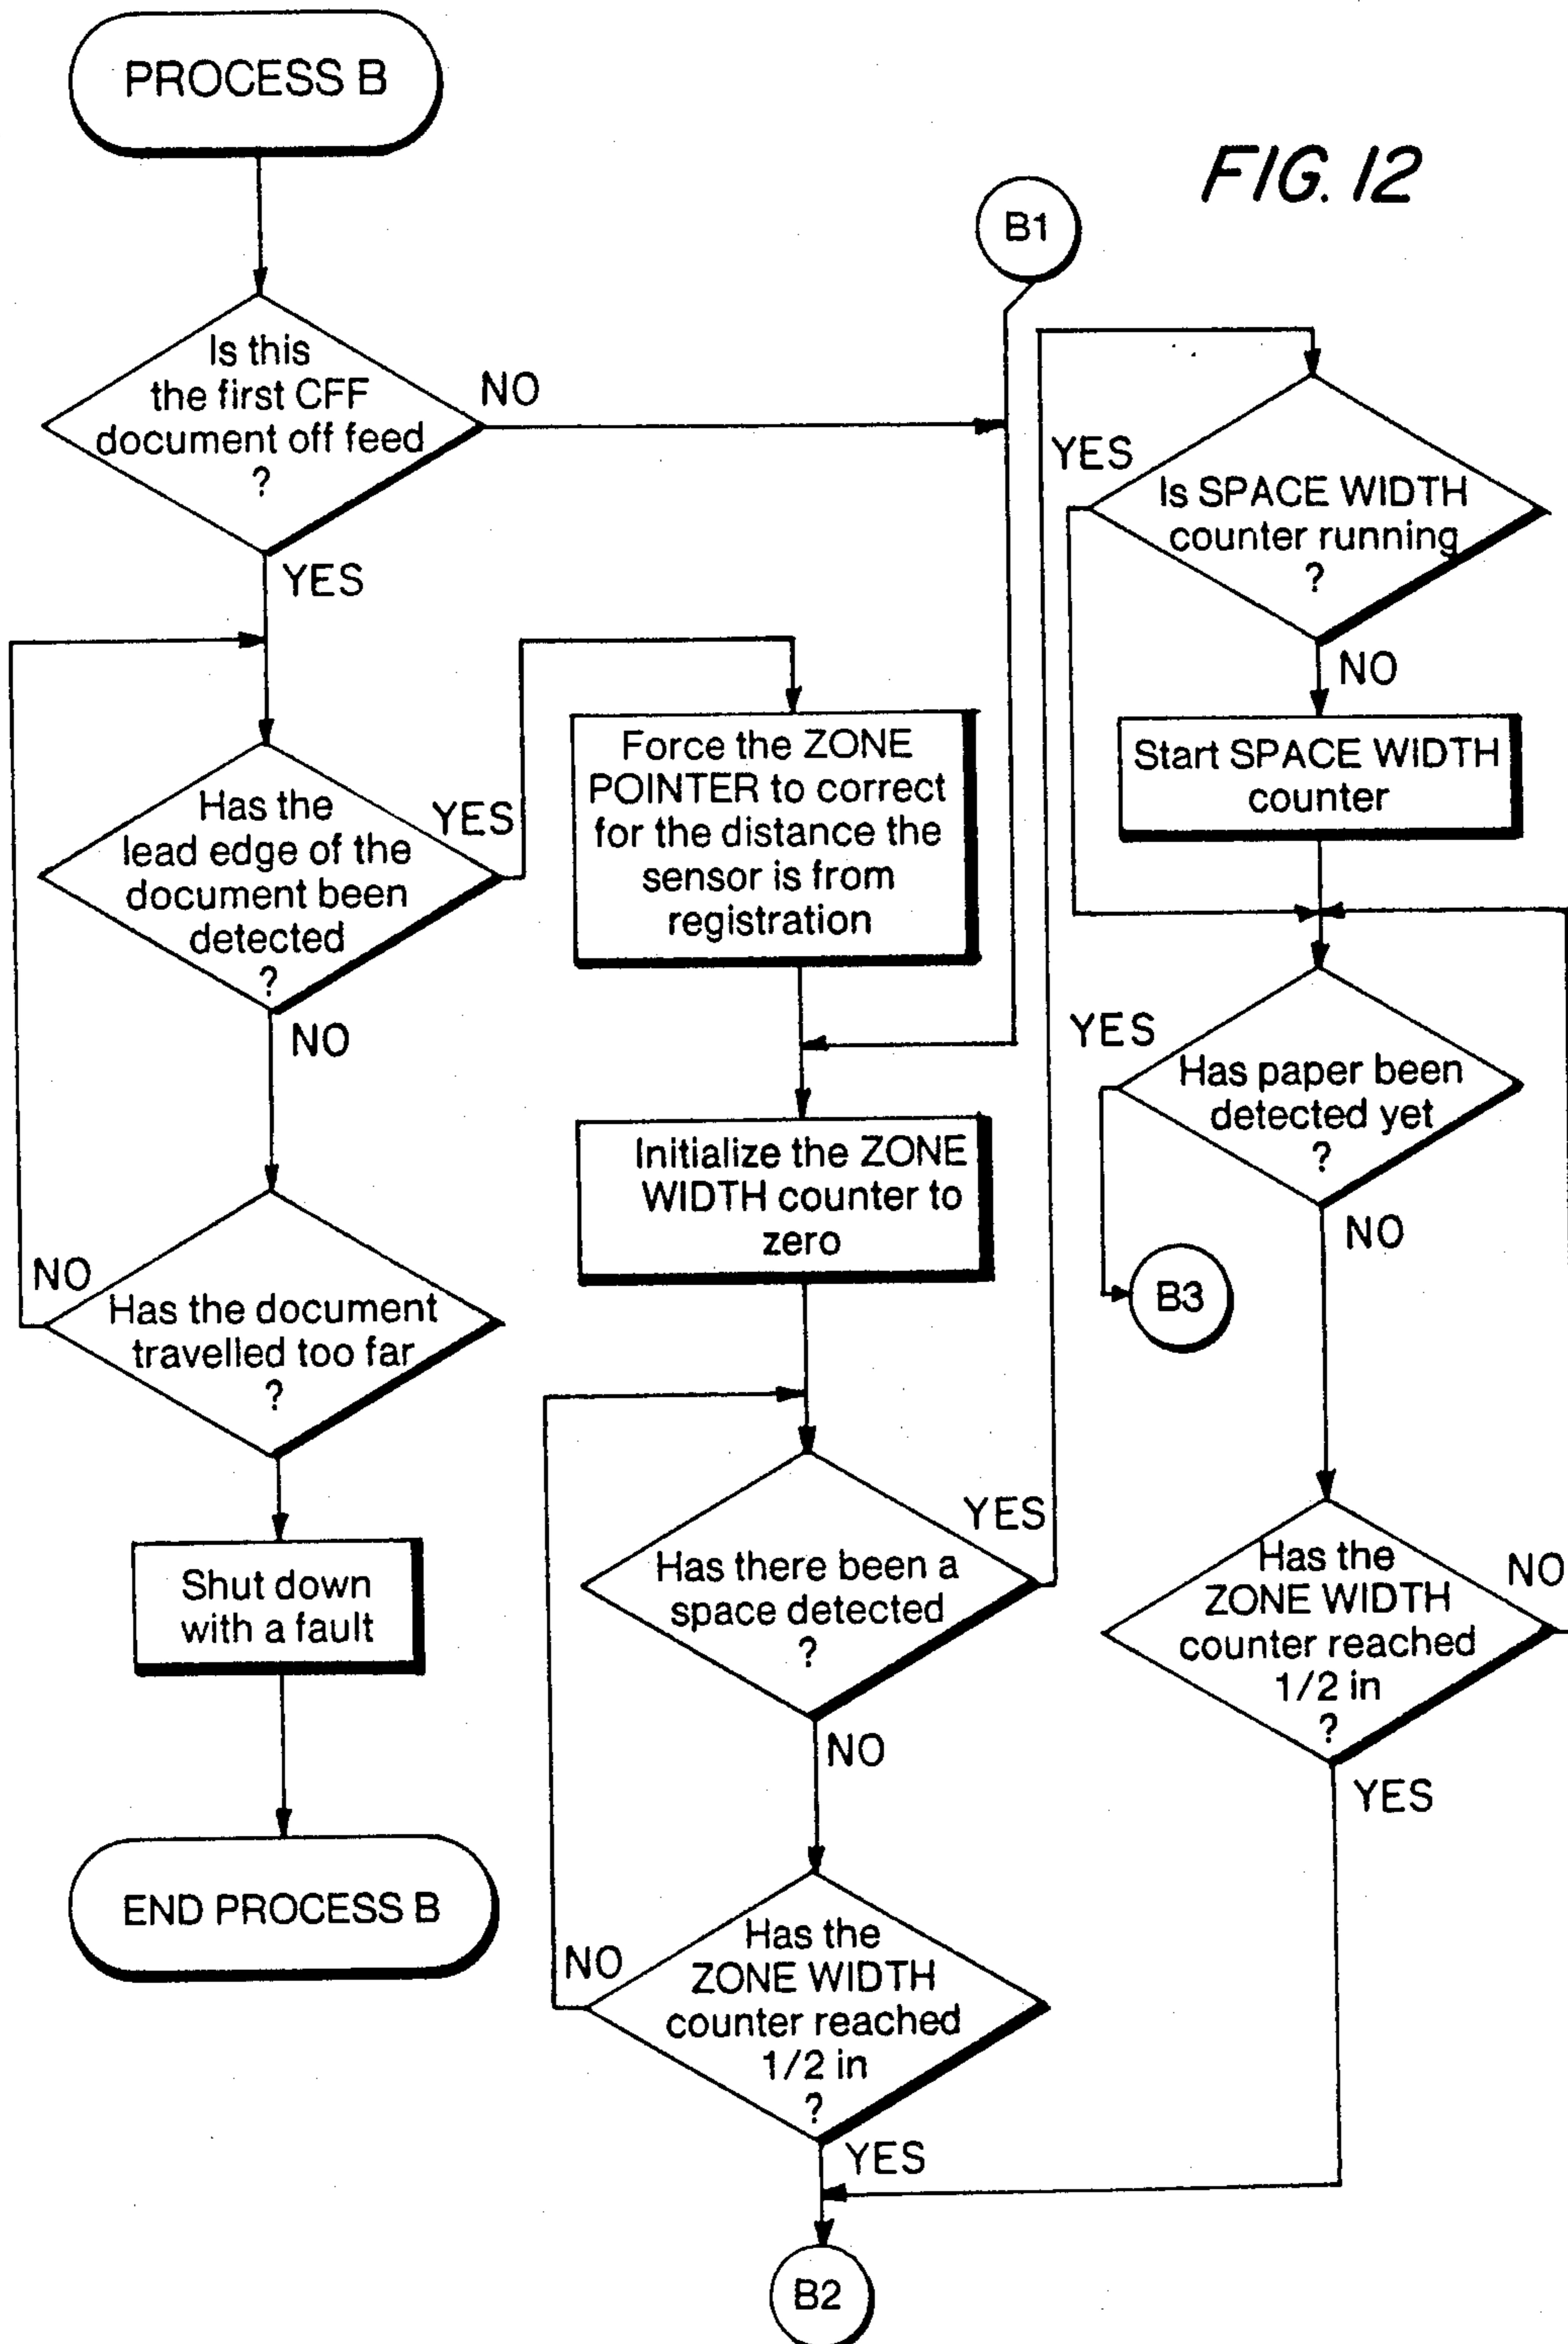 PROCESS B
FIG. 12
B1
Is this
the first CFF
document off feed
?
NO
YES
Has the
lead edge of the
document been
detected
?
YES
NO
Has the document
travelled too far
?
NO
Shut down
with a fault
END PROCESS B
Force the ZONE
POINTER to correct
for the distance the
sensor is from
registration
Initialize the ZONE
WIDTH counter to
zero
Has there been a
space detected
?
YES
NO
Has the
ZONE WIDTH
counter reached
1/2 in
?
NO
YES
B2
Is SPACE WIDTH
counter running
?
YES
NO
Start SPACE WIDTH
counter
Has paper been
detected yet
?
YES
NO
B3
Has the
ZONE WIDTH
counter reached
1/2 in
?
NO
YES